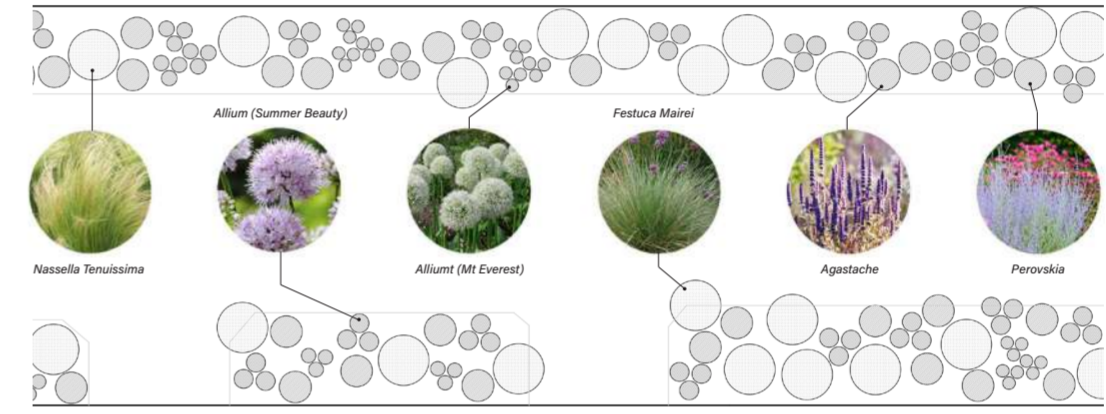 Allium (Summer Beauty)
Festuca Mairei
Nassella Tenuissima
Alliumt (Mt Everest)
Agastache
Perovskia